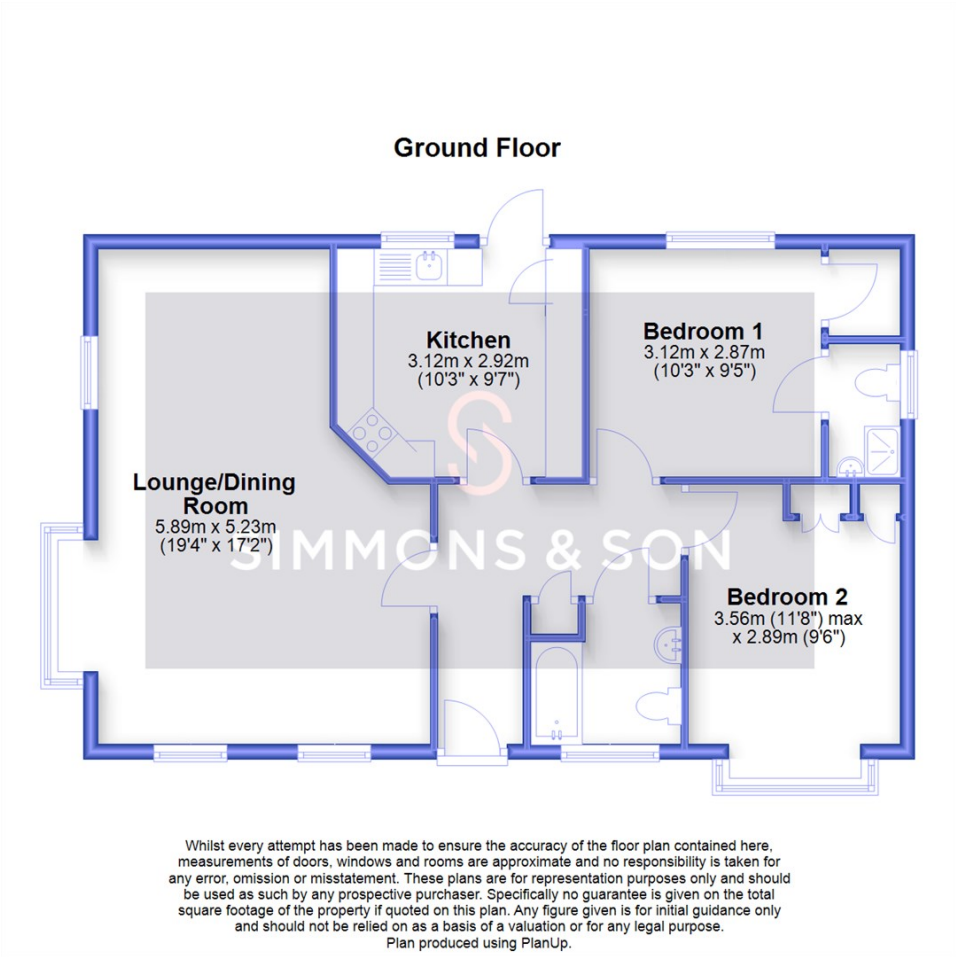 Ground Floor
Kitchen
3.12m x 2.92m
(10'3" x 9'7")
Bedroom 1
3.12m x 2.87m
(10'3" x 9'5")
Lounge/Dining
Room
5.89m x 5.23m
(19'4" x 17'2")
SIMMONS & SON
Bedroom 2
3.56m (11'8") max
x 2.89m (9'6")
Whilst every attempt has been made to ensure the accuracy of the floor plan contained here,
measurements of doors, windows and rooms are approximate and no responsibility is taken for
any error, omission or misstatement. These plans are for representation purposes only and should
be used as such by any prospective purchaser. Specifically no guarantee is given on the total
square footage of the property if quoted on this plan. Any figure given is for initial guidance only
and should not be relied on as a basis of a valuation or for any legal purpose.
Plan produced using PlanUp.